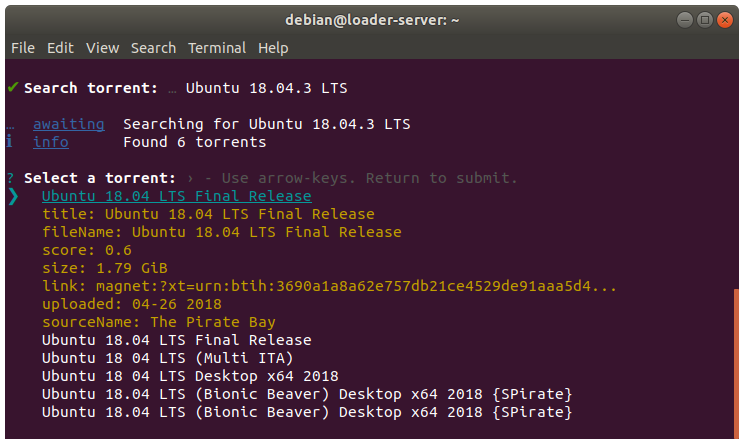 debian@loader-server: ~
File Edit View Search Terminal Help
✔ Search torrent: … Ubuntu 18.04.3 LTS
… awaiting Searching for Ubuntu 18.04.3 LTS
ℹ info Found 6 torrents
? Select a torrent: › - Use arrow-keys. Return to submit.
❯ Ubuntu 18.04 LTS Final Release
title: Ubuntu 18.04 LTS Final Release
fileName: Ubuntu 18.04 LTS Final Release
score: 0.6
size: 1.79 GiB
link: magnet:?xt=urn:btih:3690a1a8a62e757db21ce4529de91aaa5d4...
uploaded: 04-26 2018
sourceName: The Pirate Bay
Ubuntu 18.04 LTS Final Release
Ubuntu 18 04 LTS (Multi ITA)
Ubuntu 18 04 LTS Desktop x64 2018
Ubuntu 18 04 LTS (Bionic Beaver) Desktop x64 2018 {SPirate}
Ubuntu 18 04 LTS (Bionic Beaver) Desktop x64 2018 {SPirate}